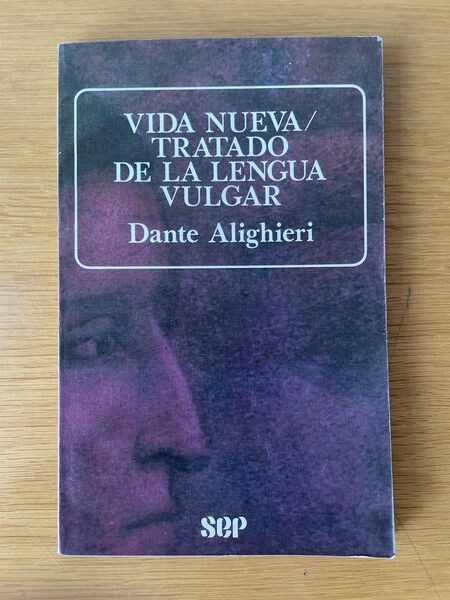 VIDA NUEVA/
TRATADO
DE LA LENGUA
VULGAR
Dante Alighieri
sep